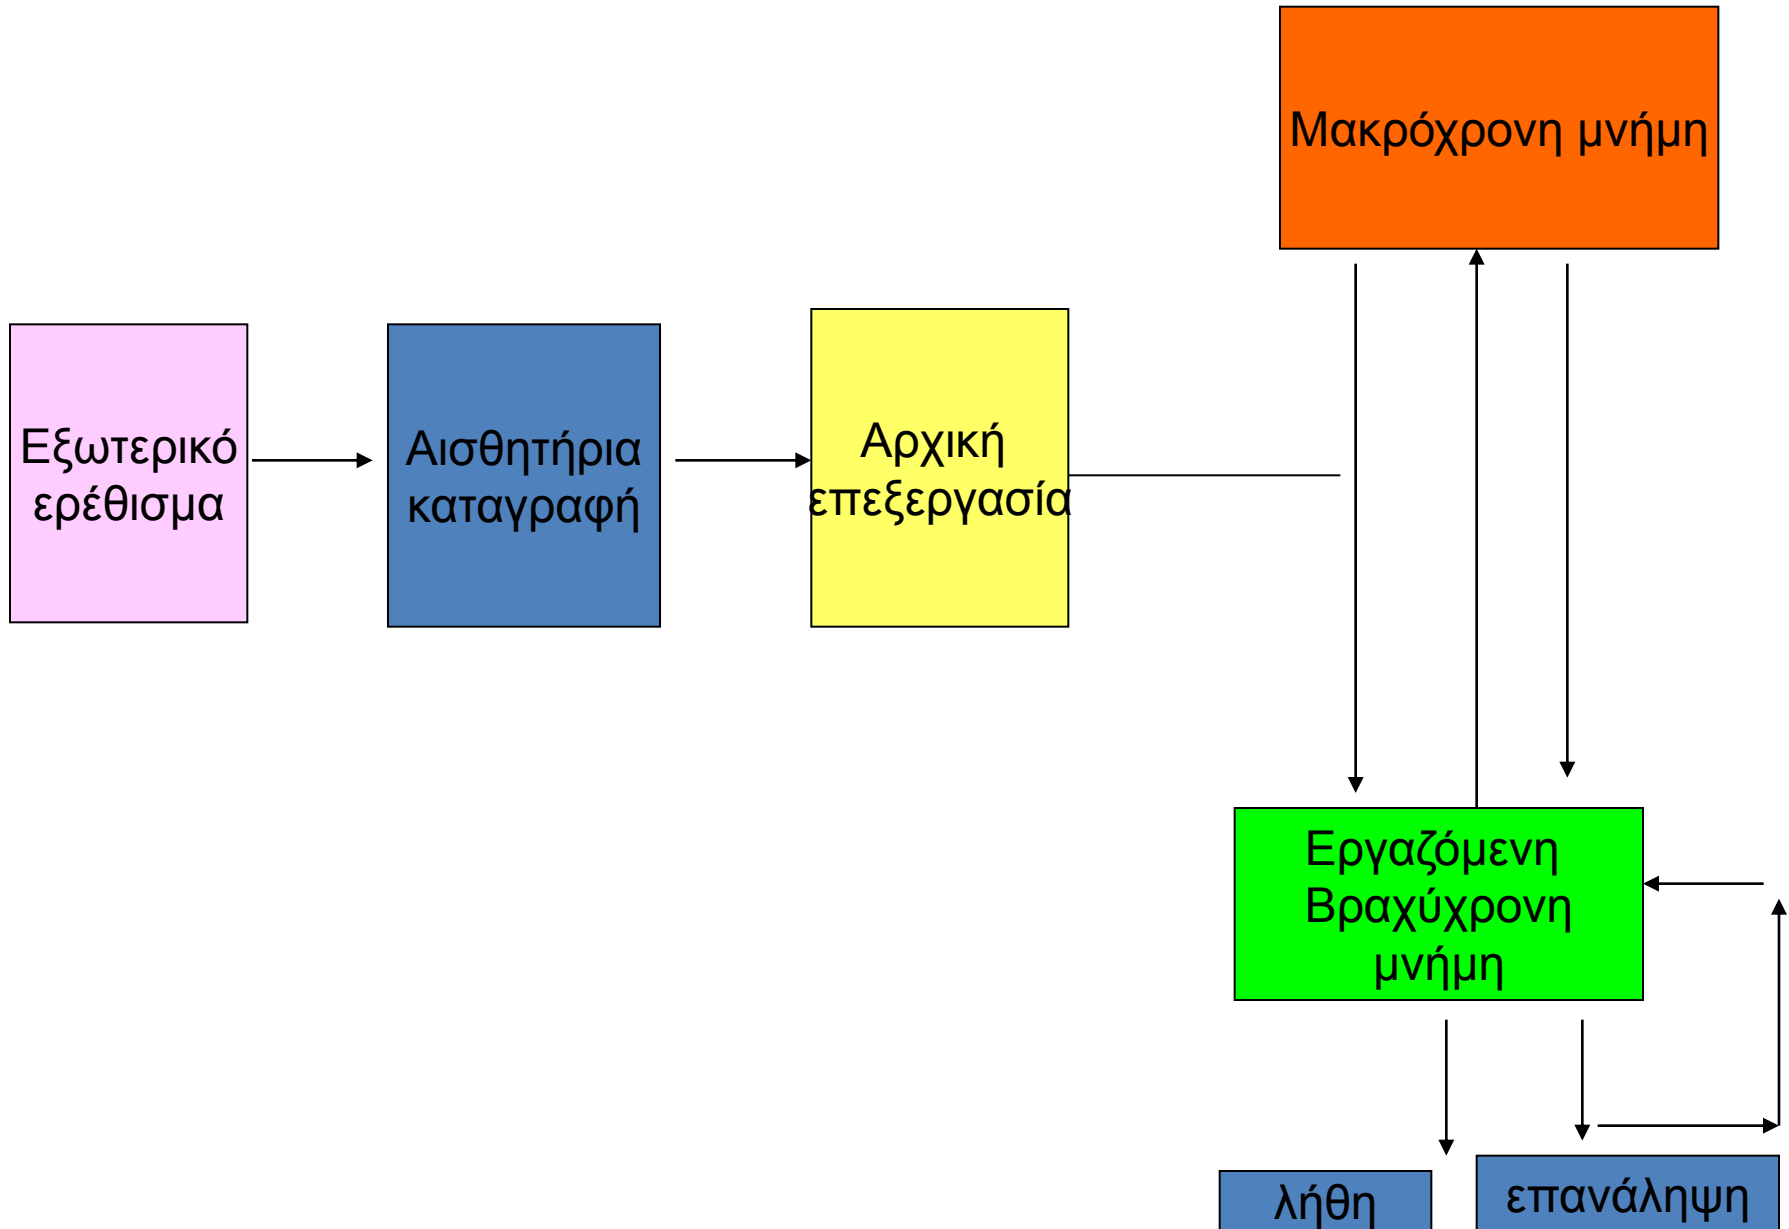 Μακρόχρονη μνήμη
Εξωτερικό
ερέθισμα
Αισθητήρια
καταγραφή
Αρχική
επεξεργασία
Εργαζόμενη
Βραχύχρονη
μνήμη
λήθη
επανάληψη